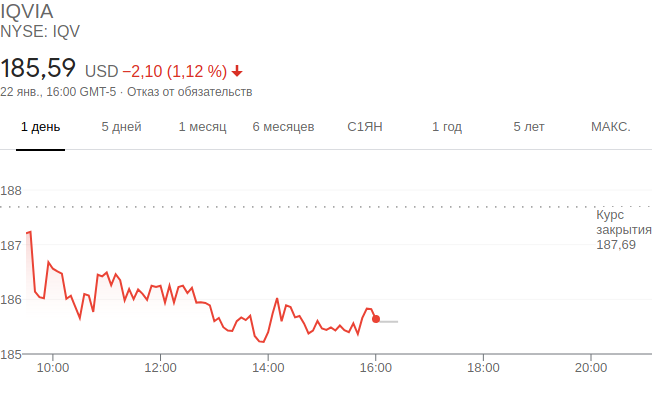 IQVIA
NYSE: IQV
185,59 USD −2,10 (1,12 %)
22 янв., 16:00 GMT-5 · Отказ от обязательств
1 день 5 дней 1 месяц 6 месяцев С1ЯН 1 год 5 лет МАКС.
188
Курс
закрытия
187,69
187
186
185
10:00 12:00 14:00 16:00 18:00 20:00